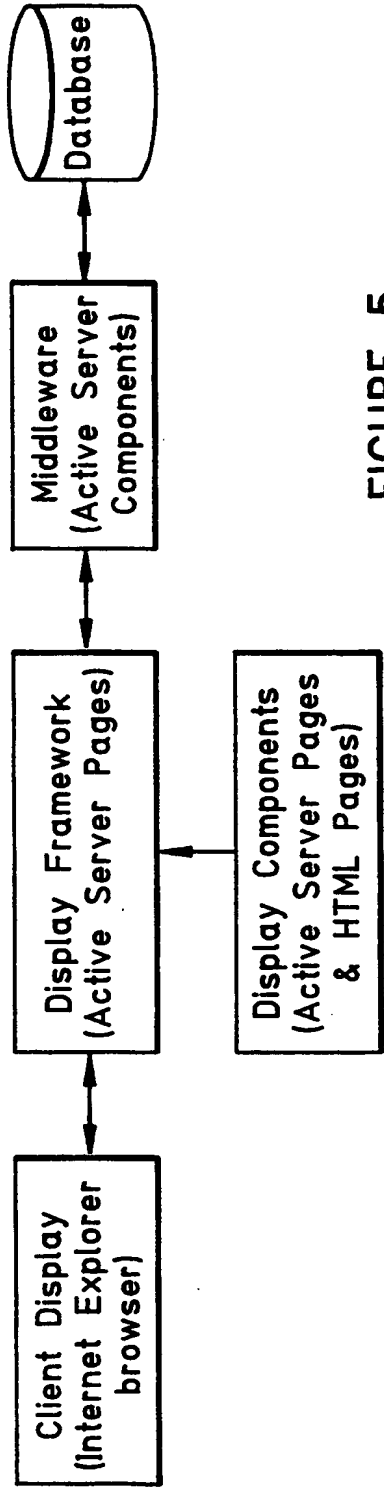 Client Display
(Internet Explorer
browser)
Display Framework
(Active Server Pages)
Middleware
(Active Server
Components)
Database
Display Components
(Active Server Pages
& HTML Pages)
FIGURE 5